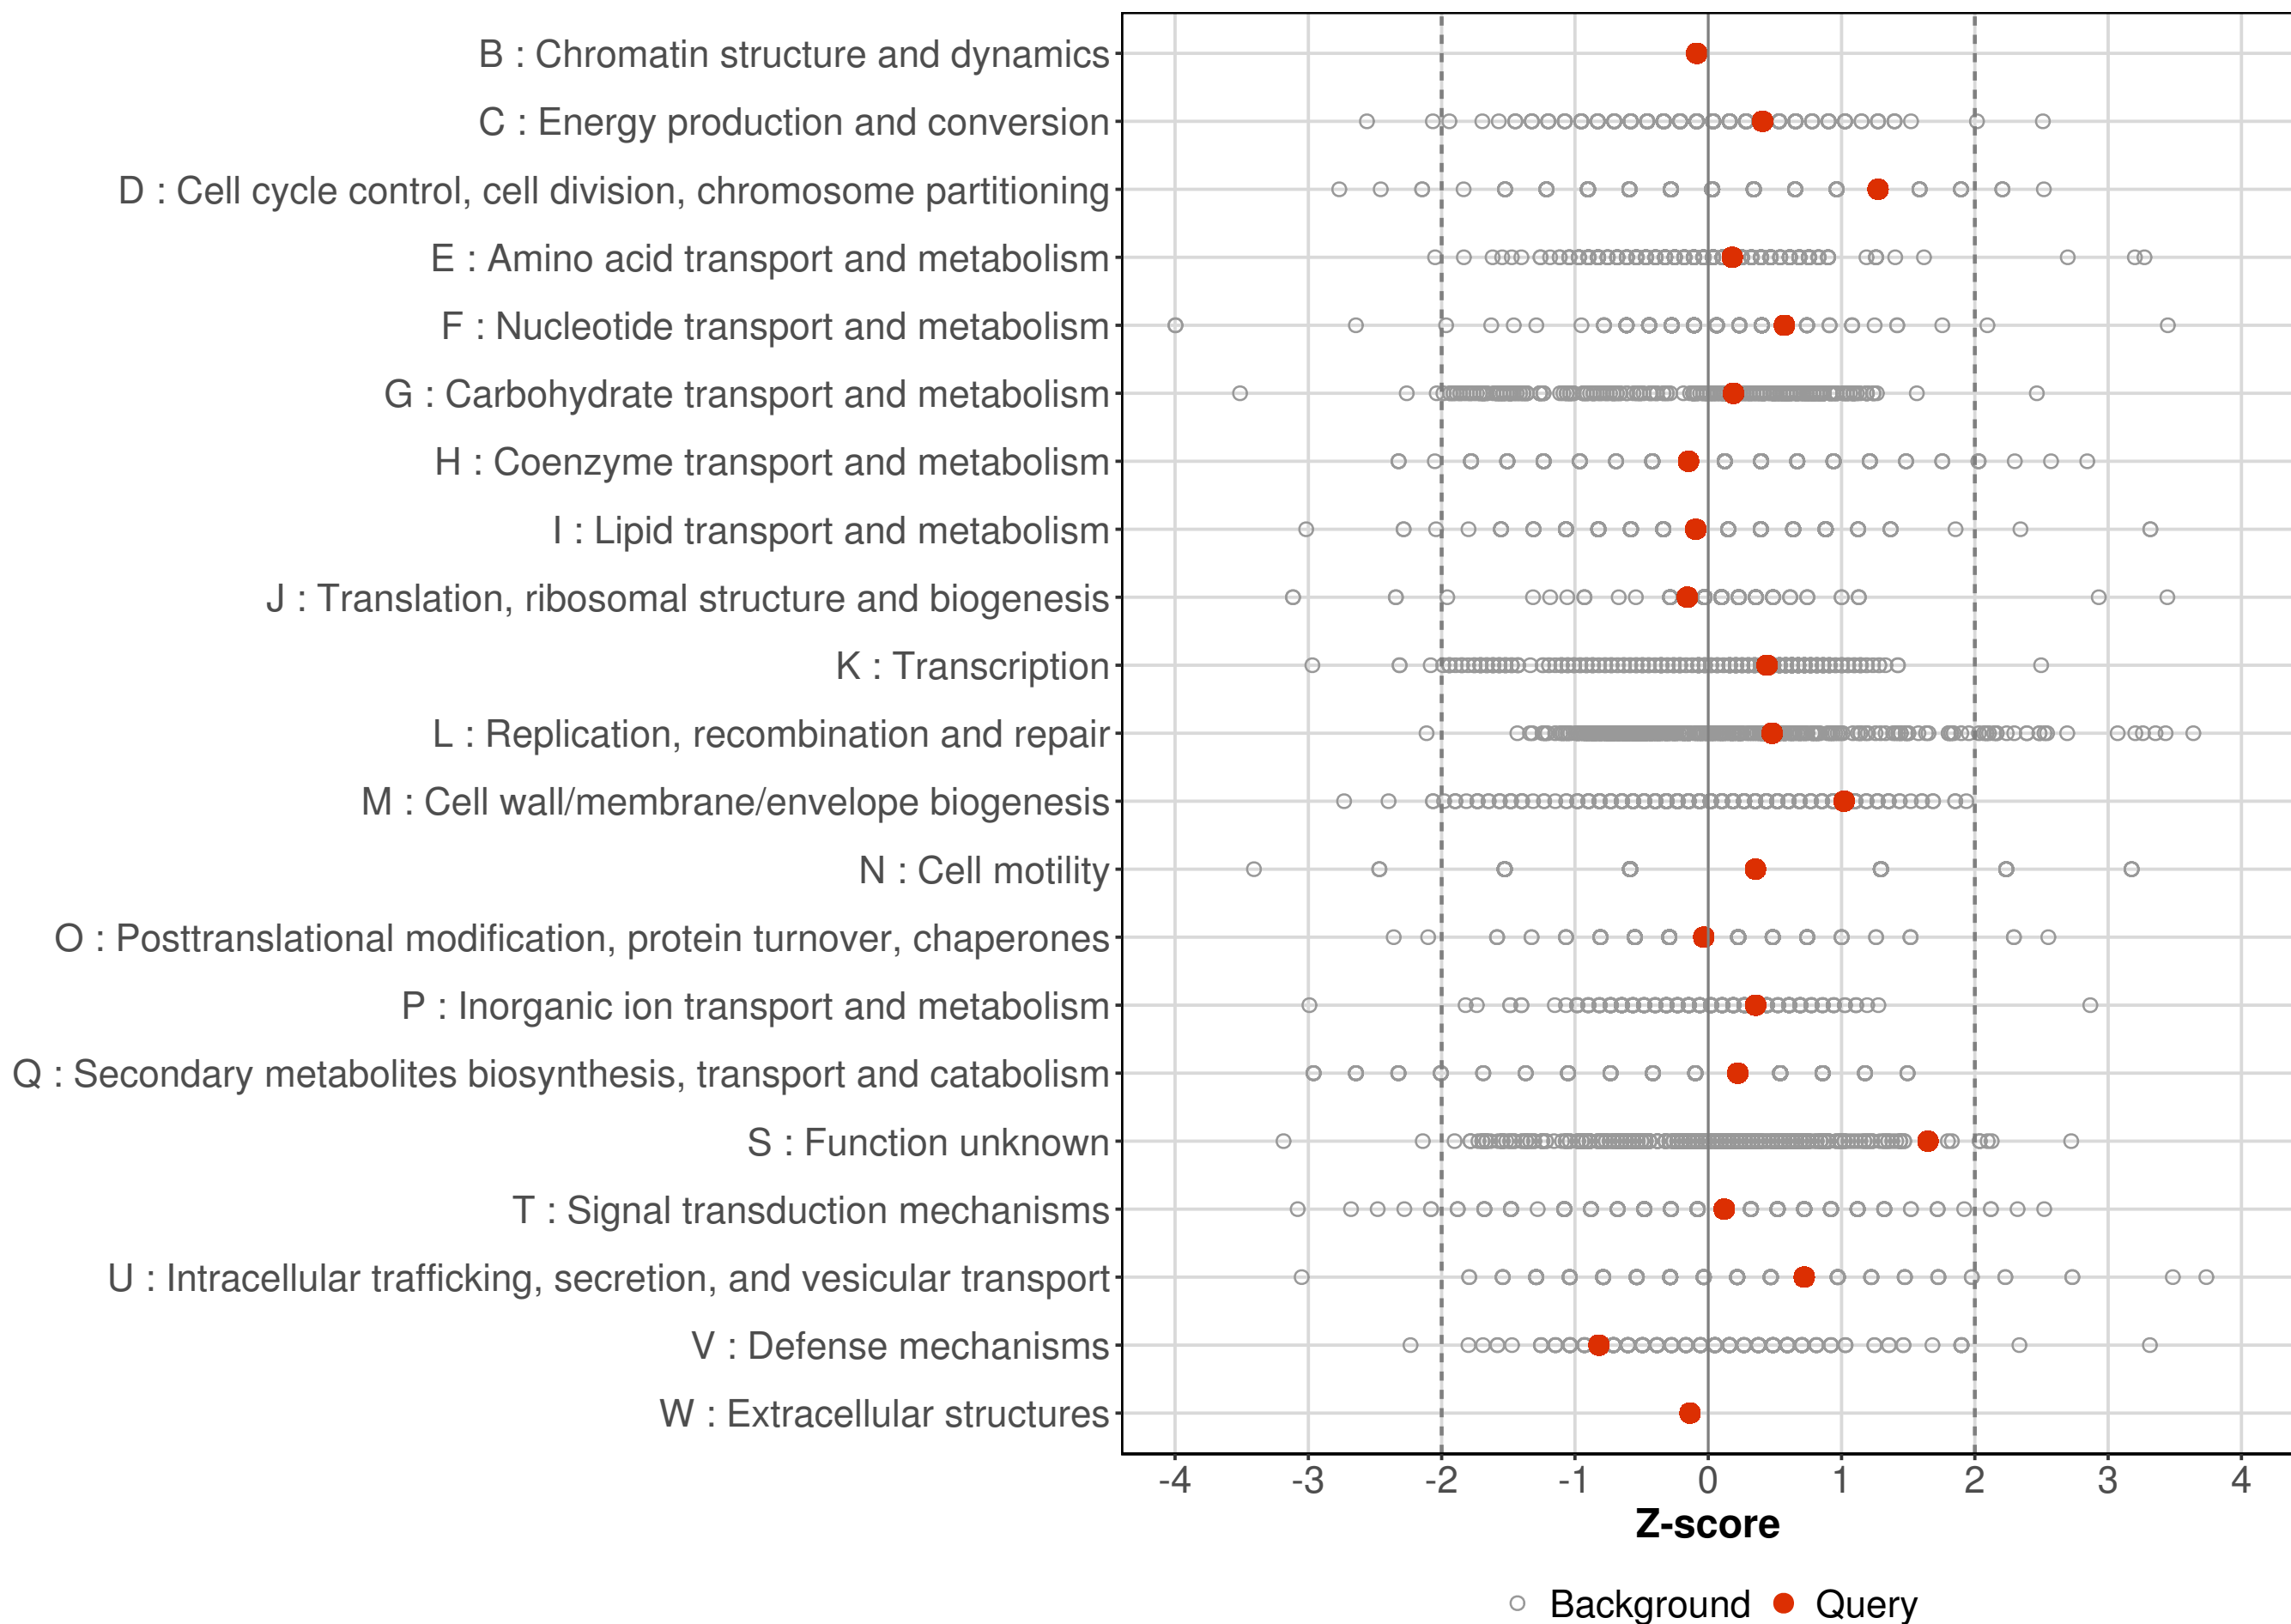 B : Chromatin structure and dynamics
C : Energy production and conversion
D : Cell cycle control, cell division, chromosome partitioning
E : Amino acid transport and metabolism
F : Nucleotide transport and metabolism
G : Carbohydrate transport and metabolism
H : Coenzyme transport and metabolism
I : Lipid transport and metabolism
J : Translation, ribosomal structure and biogenesis
K : Transcription
L : Replication, recombination and repair
M : Cell wall/membrane/envelope biogenesis
N : Cell motility
O : Posttranslational modification, protein turnover, chaperones
P : Inorganic ion transport and metabolism
Q : Secondary metabolites biosynthesis, transport and catabolism
S : Function unknown
T : Signal transduction mechanisms
U : Intracellular trafficking, secretion, and vesicular transport
V : Defense mechanisms
W : Extracellular structures
-4 -3 -2 -1 0 1 2 3 4
Z-score
Background Query